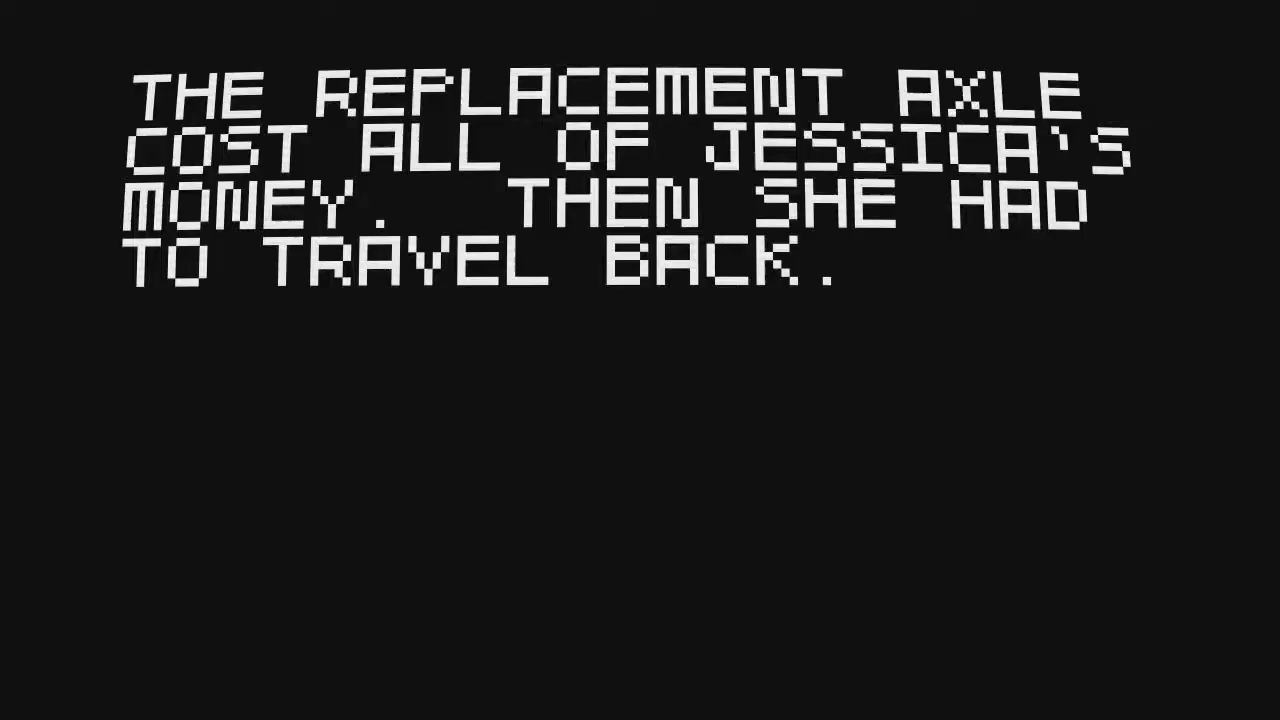 THE REPLACEMENT AXLE
COST ALL OF JESSICA'S
MONEY.  THEN SHE HAD
TO TRAVEL BACK.